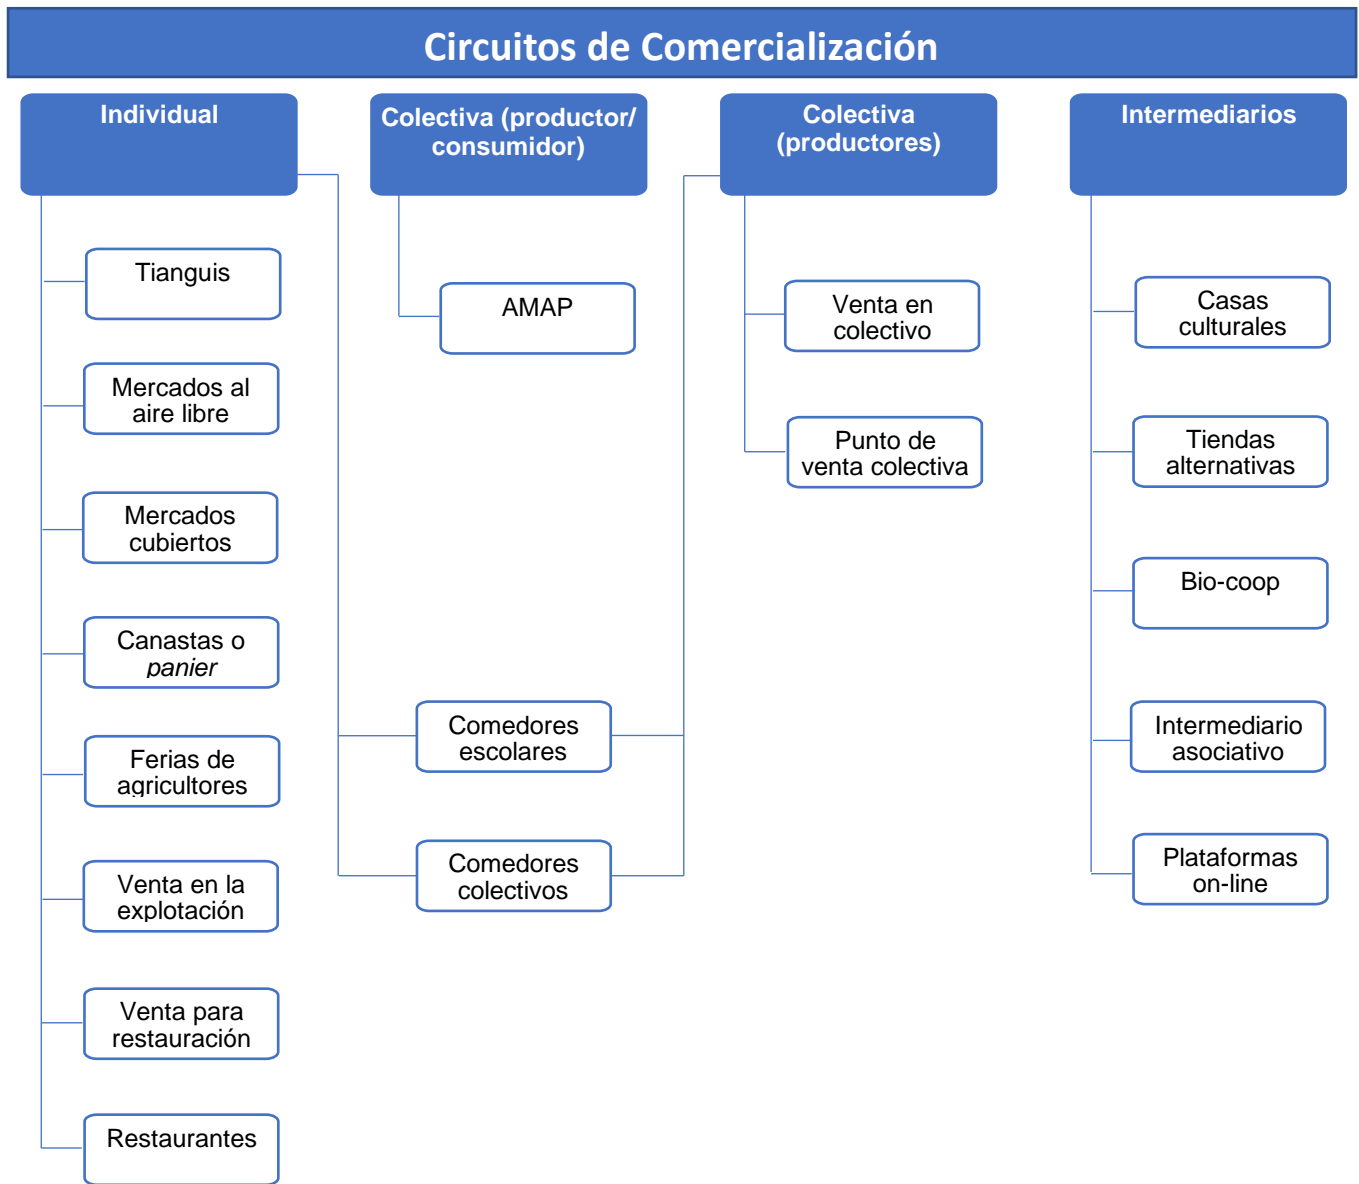 Circuitos de Comercialización
Individual
Colectiva (productor/
consumidor)
Colectiva
(productores)
Intermediarios
Tianguis
Mercados al
aire libre
Mercados
cubiertos
Canastas o
panier
Ferias de
agricultores
Venta en la
explotación
Venta para
restauración
Restaurantes
AMAP
Comedores
escolares
Comedores
colectivos
Venta en
colectivo
Punto de
venta colectiva
Casas
culturales
Tiendas
alternativas
Bio-coop
Intermediario
asociativo
Plataformas
on-line